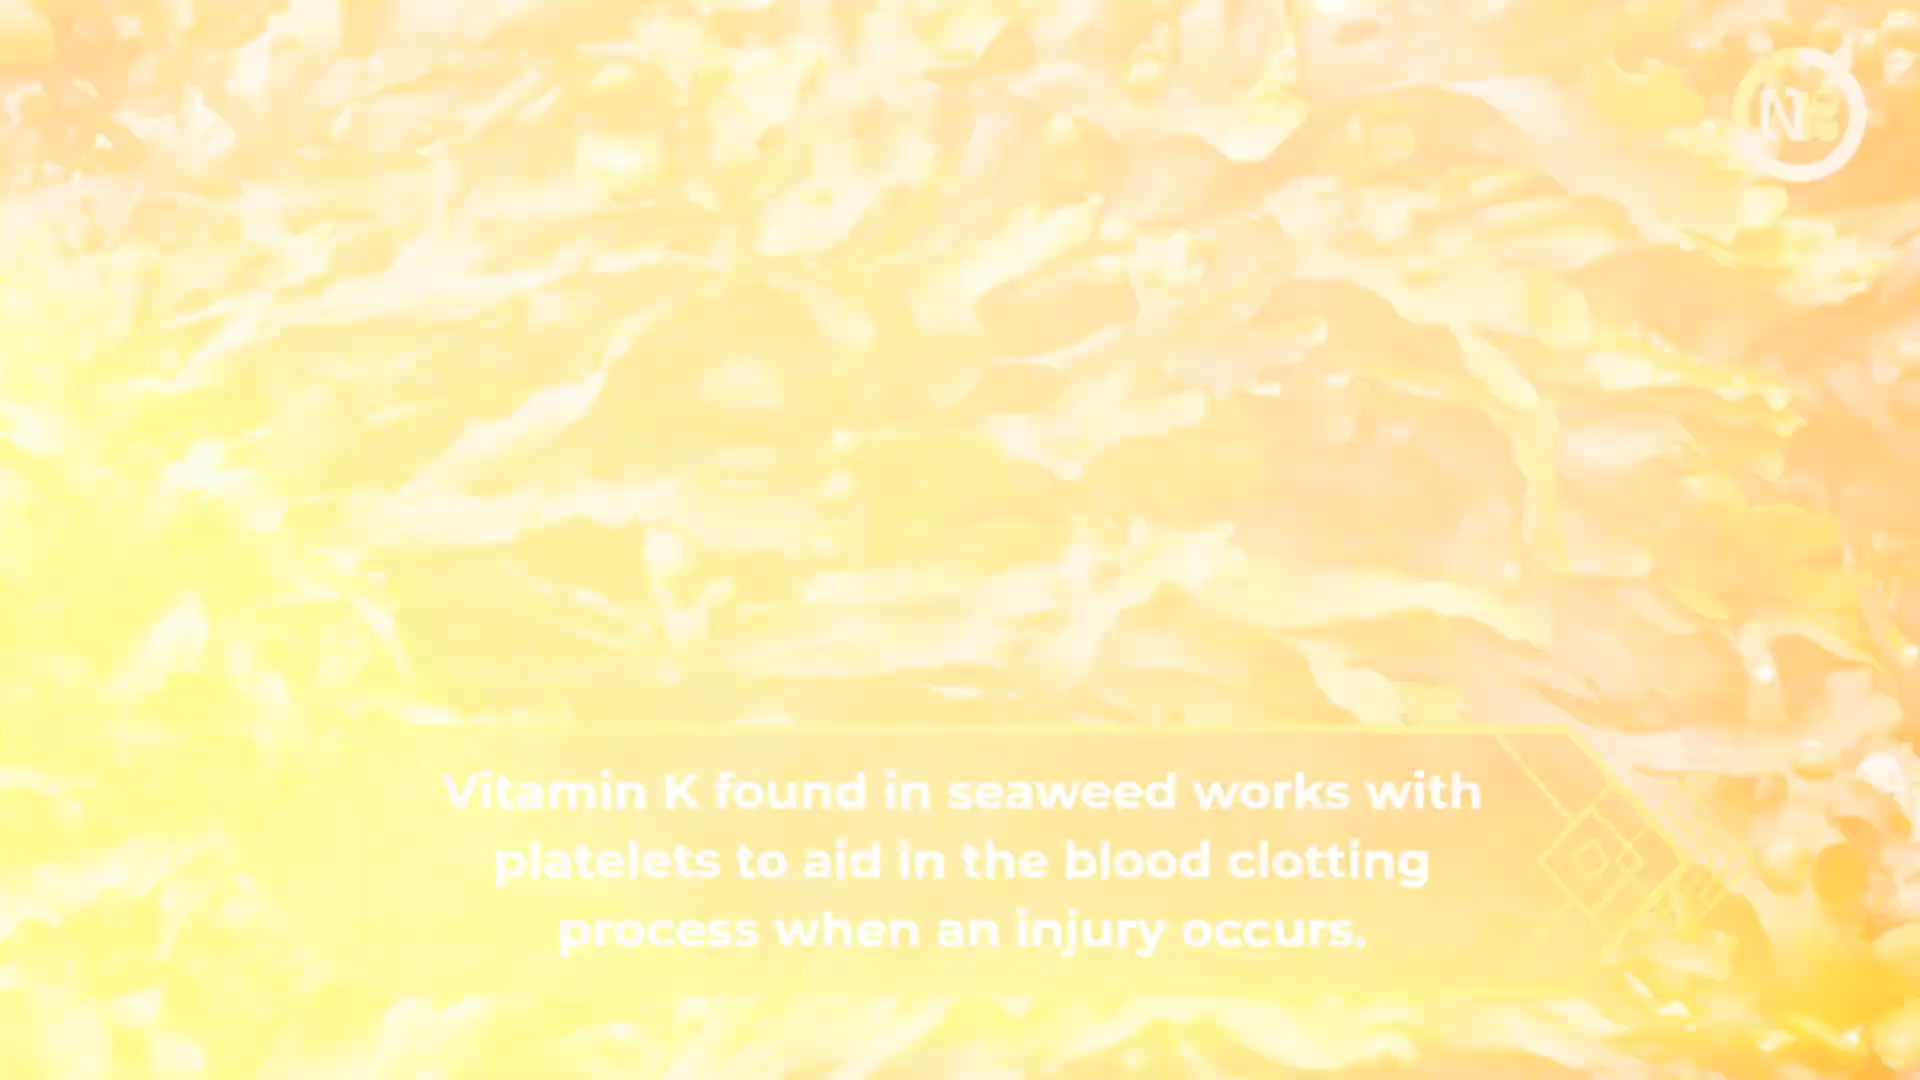 Vitamin K found in seaweed works with
platelets to aid in the blood clotting
process when an injury occurs.